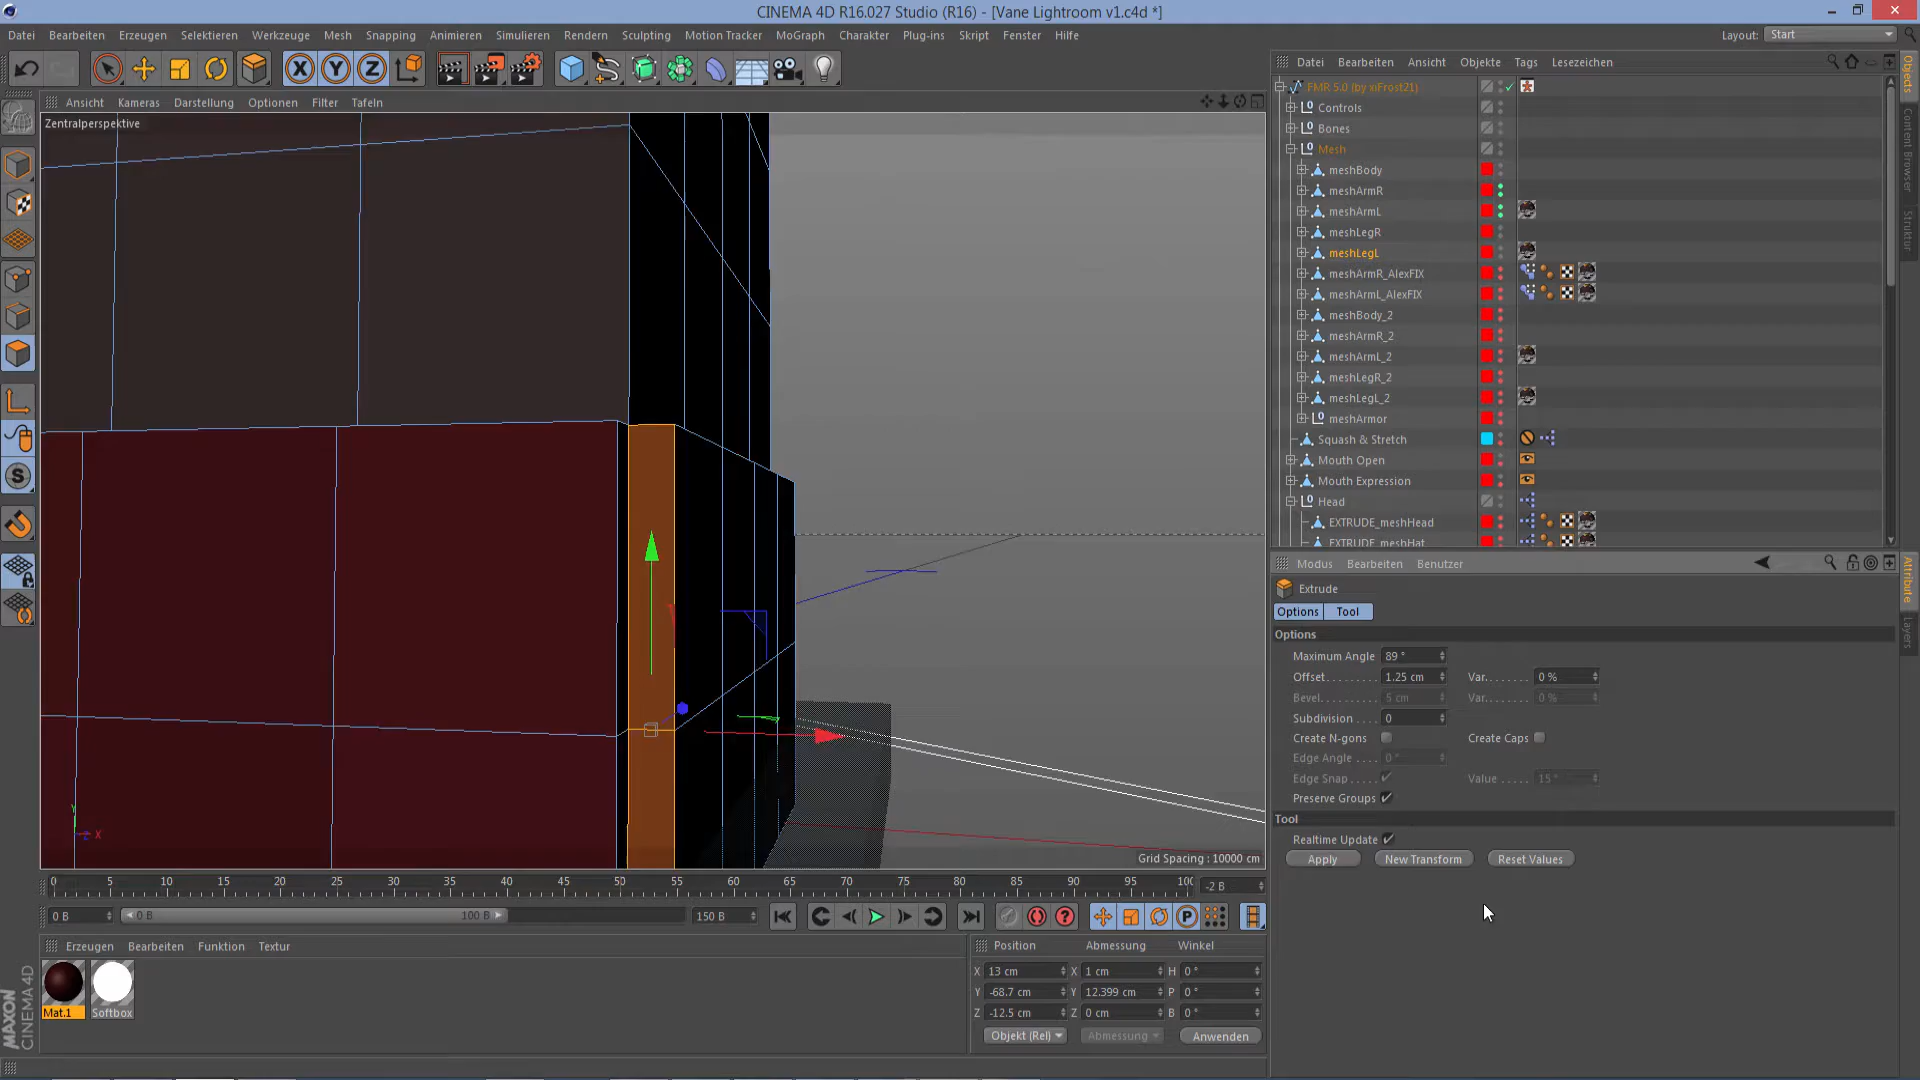 CINEMA 4D R16.027 Studio (R16) - [Vane Lightroom v1.c4d *]
Datei Bearbeiten Erzeugen Selektieren Werkzeuge Mesh Snapping Animieren Simulieren Rendern Sculpting Motion Tracker MoGraph Charakter Plug-ins Skript Fenster Hilfe Layout: Start
Datei Bearbeiten Ansicht Objekte Tags Lesezeichen
Ansicht Kameras Darstellung Optionen Filter Tafeln
Zentralperspektive
FMR 5.0 (by xiFrost21)
Controls
Bones
Mesh
meshBody
meshArmR
meshArmL
meshLegR
meshLegL
meshArmR_AlexFIX
meshArmL_AlexFIX
meshBody_2
meshArmR_2
meshArmL_2
meshLegR_2
meshLegL_2
meshArmor
Squash & Stretch
Mouth Open
Mouth Expression
Head
EXTRUDE_meshHead
EXTRUDE_meshHat
Objects
Content Browser
Struktur
Modus Bearbeiten Benutzer
Extrude
Options Tool
Options
Maximum Angle 89 °
Offset 1.25 cm Var. 0 %
Bevel 5 cm Var. 0 %
Subdivision 0
Create N-gons Create Caps
Edge Angle 0 °
Edge Snap Value 15 °
Preserve Groups
Tool
Realtime Update
Apply New Transform Reset Values
Attribute
Layers
Y
Z X
Grid Spacing : 10000 cm
0 5 10 15 20 25 30 35 40 45 50 55 60 65 70 75 80 85 90 95 100 -2 B
0 B 0 B 100 B 150 B
Erzeugen Bearbeiten Funktion Textur
Mat.1 Softbox
Position Abmessung Winkel
X 13 cm X 1 cm H 0 °
Y -68.7 cm Y 12.399 cm P 0 °
Z -12.5 cm Z 0 cm B 0 °
Objekt (Rel) Abmessung Anwenden
MAXON
CINEMA 4D